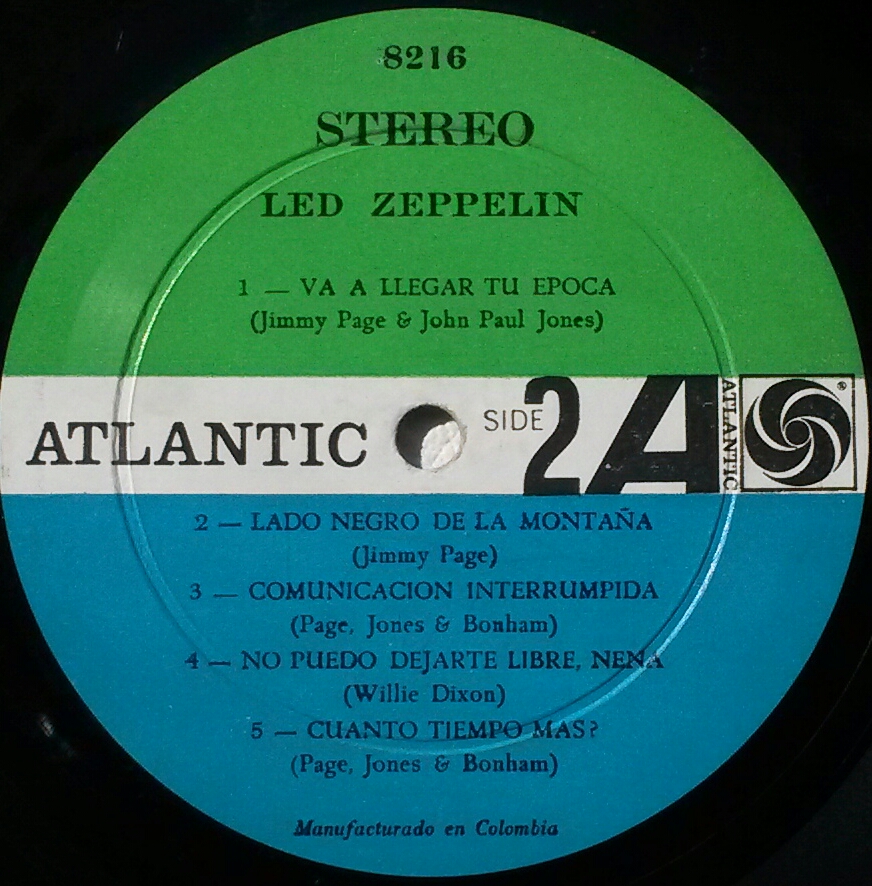 8216
STEREO
LED ZEPPELIN
1 — VA A LLEGAR TU EPOCA
(Jimmy Page & John Paul Jones)
ATLANTIC
SIDE 2
A
ATLANTIC
®
2 — LADO NEGRO DE LA MONTAÑA
(Jimmy Page)
3 — COMUNICACION INTERRUMPIDA
(Page, Jones & Bonham)
4 — NO PUEDO DEJARTE LIBRE, NENA
(Willie Dixon)
5 — CUANTO TIEMPO MAS?
(Page, Jones & Bonham)
Manufacturado en Colombia